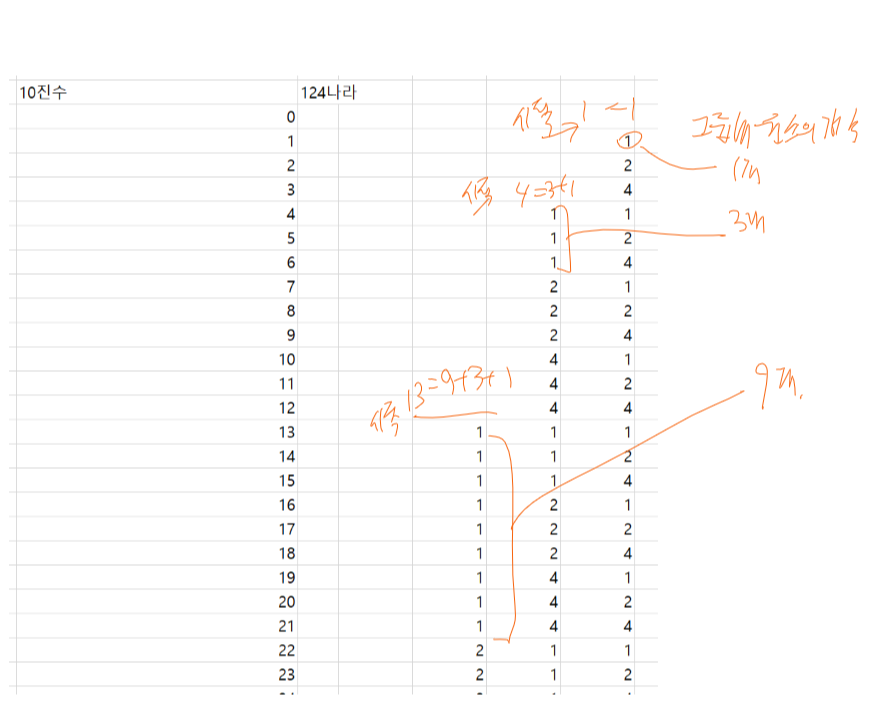 10진수 124나라
0 시작 → 1 ← 1
1 1 그룹내 원소의 개수
2 2 1개
3 4 시작 4=3+1
4 1 1 3개
5 1 2
6 1 4
7 2 1
8 2 2
9 2 4
10 4 1
11 4 2 9개.
12 4 4 시작 13=9+3+1
13 1 1 1
14 1 1 2
15 1 1 4
16 1 2 1
17 1 2 2
18 1 2 4
19 1 4 1
20 1 4 2
21 1 4 4
22 2 1 1
23 2 1 2